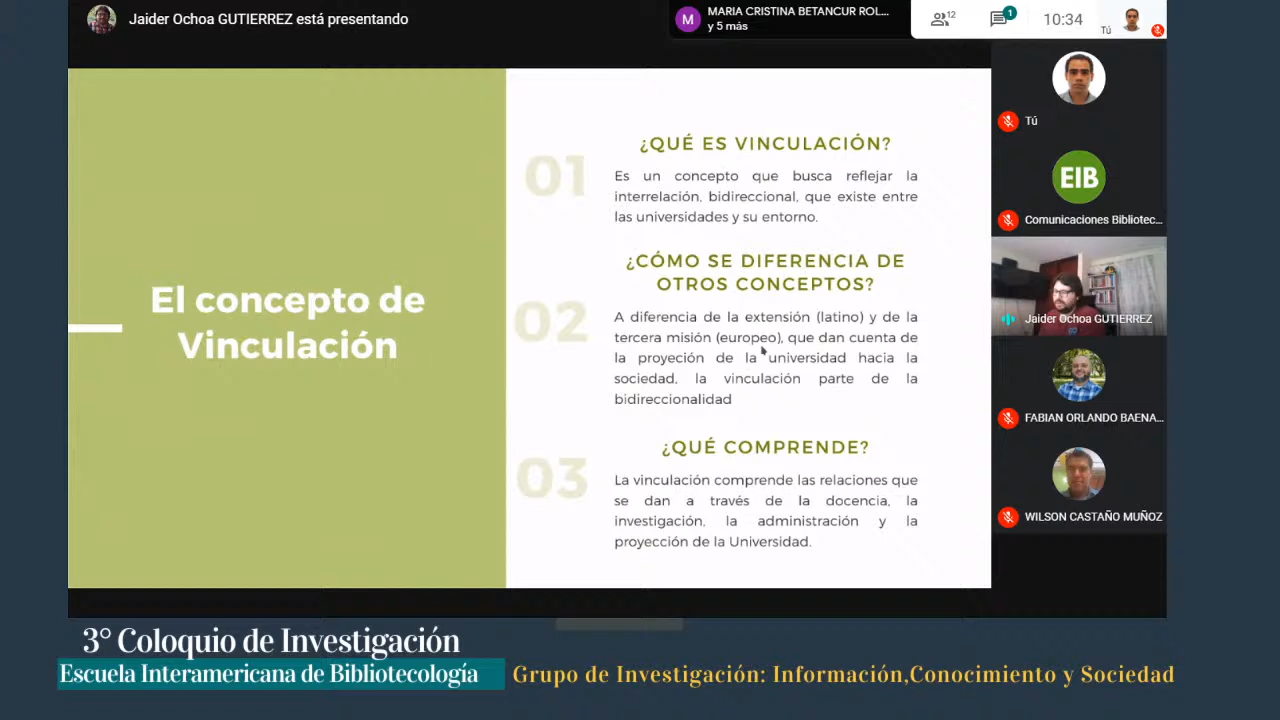 Jaider Ochoa GUTIERREZ está presentando
M
MARIA CRISTINA BETANCUR ROL...
y 5 más
12
1
10:34
Tú
El concepto de
Vinculación
01
¿QUÉ ES VINCULACIÓN?
Es un concepto que busca reflejar la
interrelación, bidireccional, que existe entre
las universidades y su entorno.
02
¿CÓMO SE DIFERENCIA DE
OTROS CONCEPTOS?
A diferencia de la extensión (latino) y de la
tercera misión (europeo), que dan cuenta de
la proyeción de la universidad hacia la
sociedad, la vinculación parte de la
bidireccionalidad
03
¿QUÉ COMPRENDE?
La vinculación comprende las relaciones que
se dan a través de la docencia, la
investigación, la administración y la
proyección de la Universidad.
Tú
EIB
Comunicaciones Bibliotec...
Jaider Ochoa GUTIERREZ
FABIAN ORLANDO BAENA...
WILSON CASTAÑO MUÑOZ
3° Coloquio de Investigación
Escuela Interamericana de Bibliotecología
Grupo de Investigación: Información,Conocimiento y Sociedad